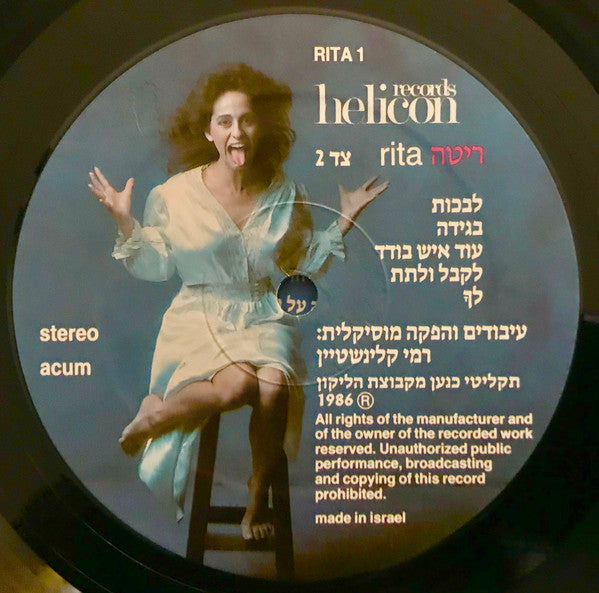 RITA 1
helicon records
צד 2 rita ריטה
לבכות
בגידה
עוד איש בודד
לקבל ולתת
לך
stereo
acum
עיבודים והפקה מוסיקלית:
רמי קלינשטיין
תקליטי כנען מקבוצת הליקון
1986 Ⓡ
All rights of the manufacturer and
of the owner of the recorded work
reserved. Unauthorized public
performance, broadcasting
and copying of this record
prohibited.
made in israel